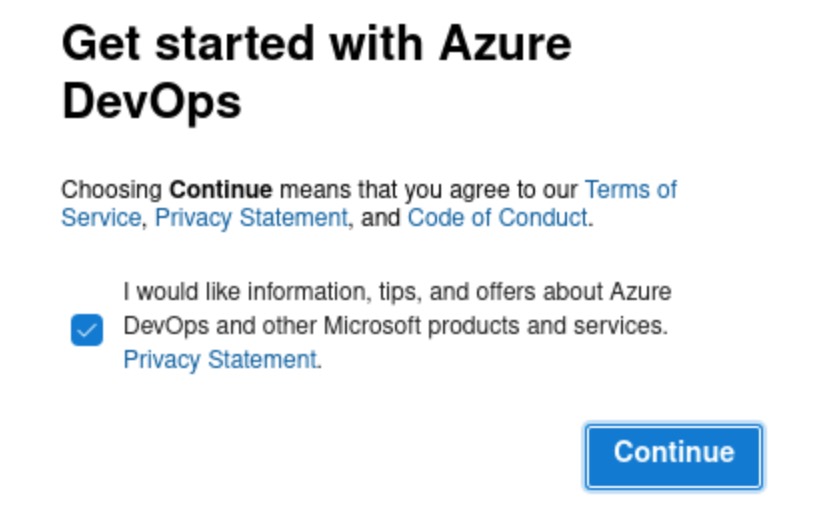 Get started with Azure
DevOps
Choosing Continue means that you agree to our Terms of
Service, Privacy Statement, and Code of Conduct.
I would like information, tips, and offers about Azure
DevOps and other Microsoft products and services.
Privacy Statement.
Continue